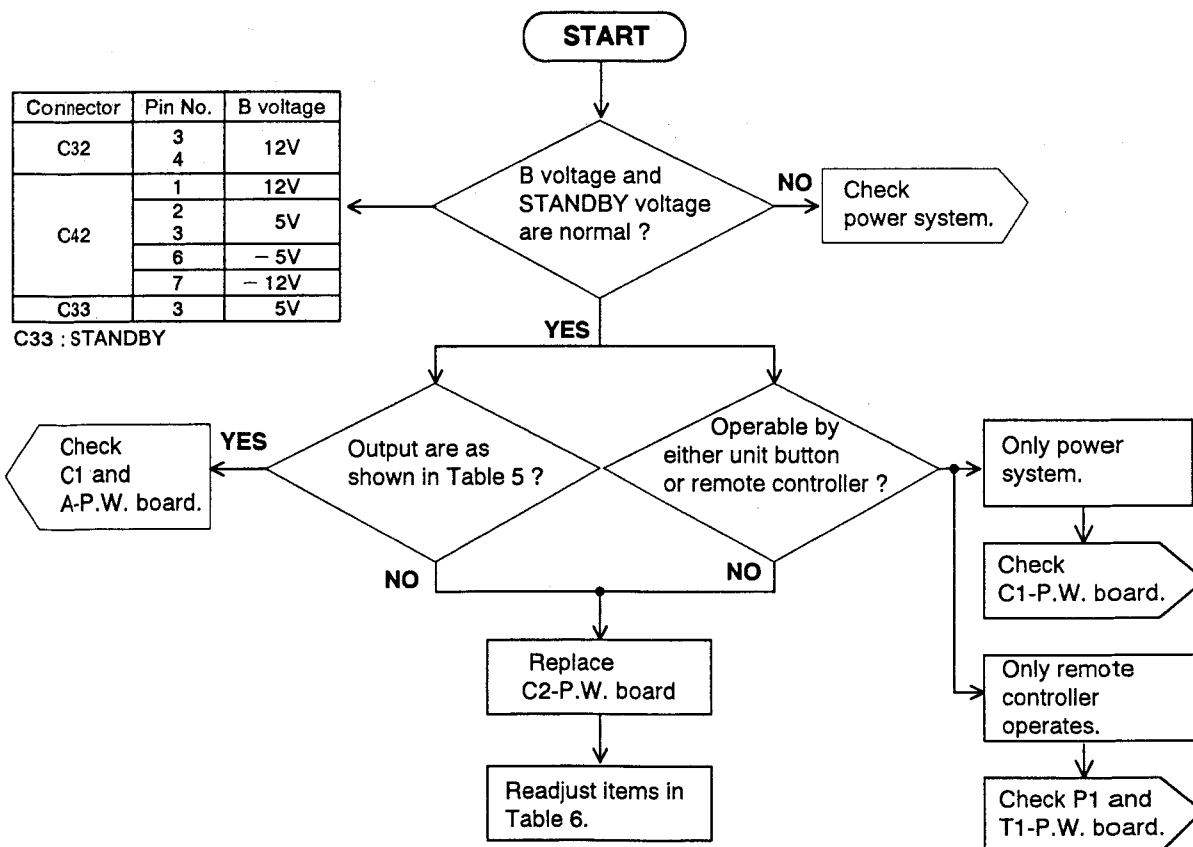 START
Connector Pin No. B voltage
C32 3 4 12V
C42 1 12V
2 3 5V
6 – 5V
7 – 12V
C33 3 5V
C33 : STANDBY
B voltage and
STANDBY voltage
are normal ?
NO
Check
power system.
YES
Output are as
shown in Table 5 ?
YES
Check
C1 and
A-P.W. board.
NO
Operable by
either unit button
or remote controller ?
NO
Only power
system.
Check
C1-P.W. board.
Only remote
controller
operates.
Check P1 and
T1-P.W. board.
Replace
C2-P.W. board
Readjust items in
Table 6.